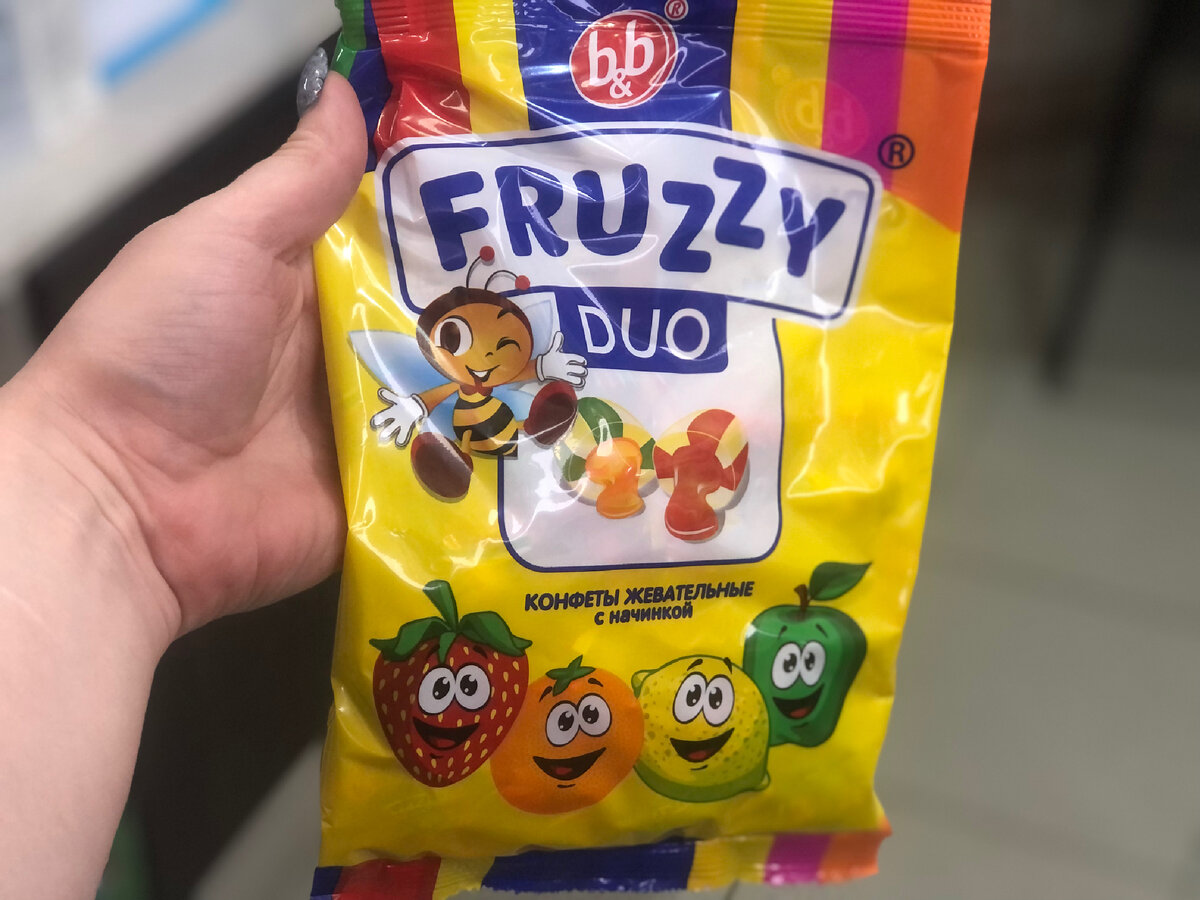 b&b®
FRUZZY®
DUO
КОНФЕТЫ ЖЕВАТЕЛЬНЫЕ
с начинкой